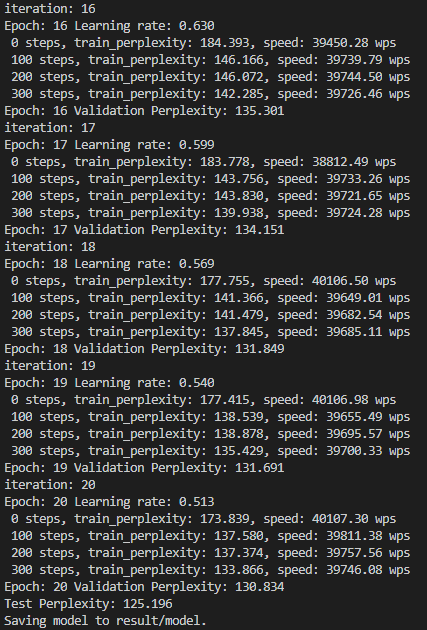 iteration: 16
Epoch: 16 Learning rate: 0.630
0 steps, train_perplexity: 184.393, speed: 39450.28 wps
100 steps, train_perplexity: 146.166, speed: 39739.79 wps
200 steps, train_perplexity: 146.072, speed: 39744.50 wps
300 steps, train_perplexity: 142.285, speed: 39726.46 wps
Epoch: 16 Validation Perplexity: 135.301
iteration: 17
Epoch: 17 Learning rate: 0.599
0 steps, train_perplexity: 183.778, speed: 38812.49 wps
100 steps, train_perplexity: 143.756, speed: 39733.26 wps
200 steps, train_perplexity: 143.830, speed: 39721.65 wps
300 steps, train_perplexity: 139.938, speed: 39724.28 wps
Epoch: 17 Validation Perplexity: 134.151
iteration: 18
Epoch: 18 Learning rate: 0.569
0 steps, train_perplexity: 177.755, speed: 40106.50 wps
100 steps, train_perplexity: 141.366, speed: 39649.01 wps
200 steps, train_perplexity: 141.479, speed: 39682.54 wps
300 steps, train_perplexity: 137.845, speed: 39685.11 wps
Epoch: 18 Validation Perplexity: 131.849
iteration: 19
Epoch: 19 Learning rate: 0.540
0 steps, train_perplexity: 177.415, speed: 40106.98 wps
100 steps, train_perplexity: 138.539, speed: 39655.49 wps
200 steps, train_perplexity: 138.878, speed: 39695.57 wps
300 steps, train_perplexity: 135.429, speed: 39700.33 wps
Epoch: 19 Validation Perplexity: 131.691
iteration: 20
Epoch: 20 Learning rate: 0.513
0 steps, train_perplexity: 173.839, speed: 40107.30 wps
100 steps, train_perplexity: 137.580, speed: 39811.38 wps
200 steps, train_perplexity: 137.374, speed: 39757.56 wps
300 steps, train_perplexity: 133.866, speed: 39746.08 wps
Epoch: 20 Validation Perplexity: 130.834
Test Perplexity: 125.196
Saving model to result/model.